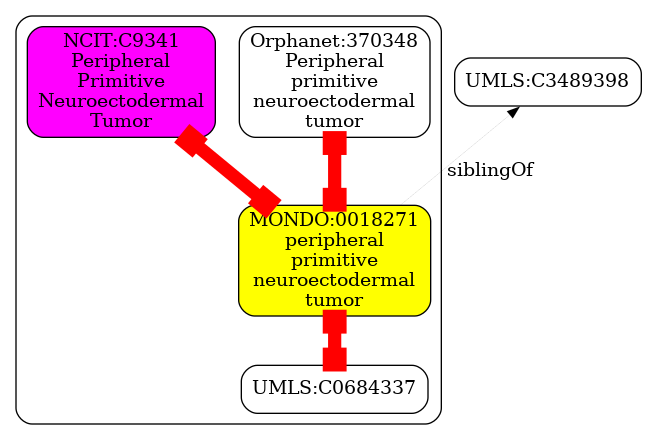 NCIT:C9341
Peripheral
Primitive
Neuroectodermal
Tumor
Orphanet:370348
Peripheral
primitive
neuroectodermal
tumor
UMLS:C3489398
siblingOf
MONDO:0018271
peripheral
primitive
neuroectodermal
tumor
UMLS:C0684337